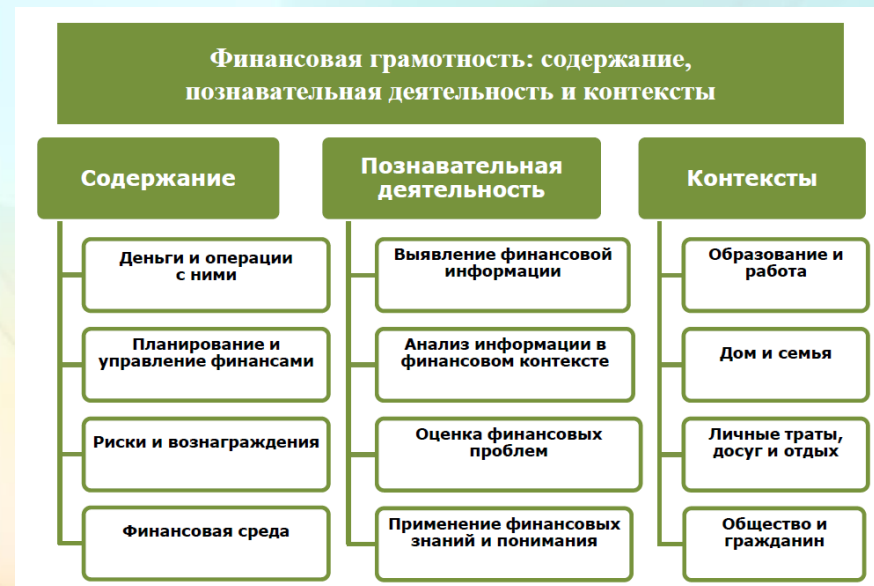 Финансовая грамотность: содержание,
познавательная деятельность и контексты
Содержание
Деньги и операции
с ними
Планирование и
управление финансами
Риски и вознаграждения
Финансовая среда
Познавательная
деятельность
Выявление финансовой
информации
Анализ информации в
финансовом контексте
Оценка финансовых
проблем
Применение финансовых
знаний и понимания
Контексты
Образование и
работа
Дом и семья
Личные траты,
досуг и отдых
Общество и
гражданин